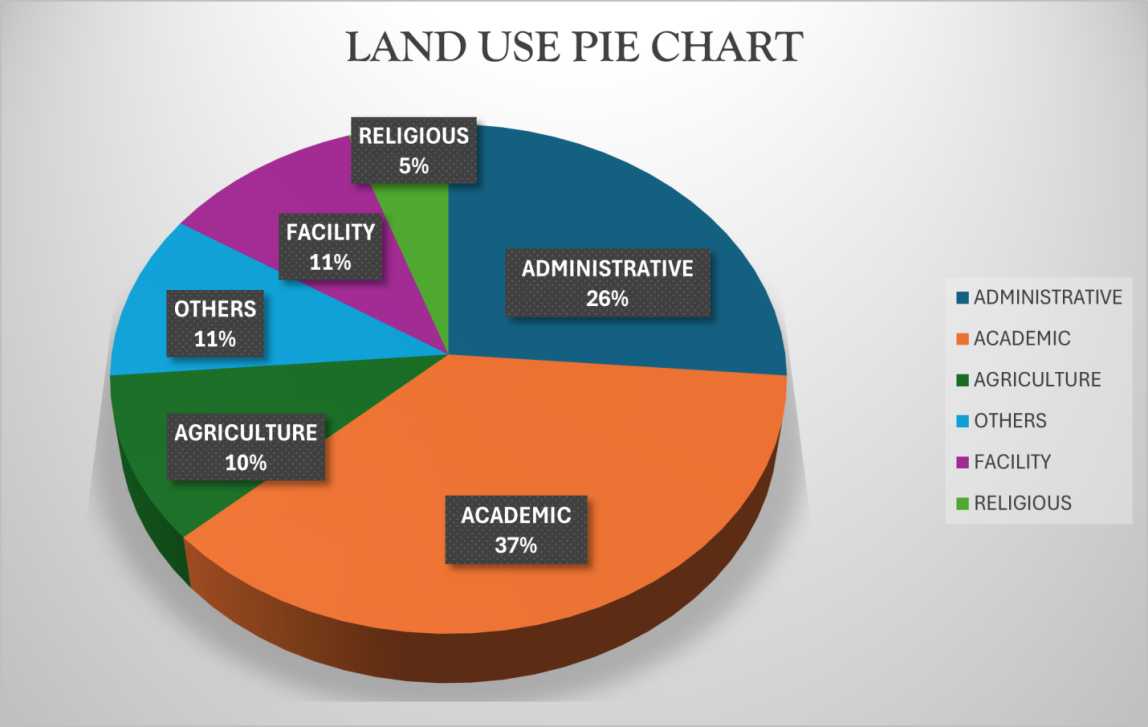 LAND USE PIE CHART
RELIGIOUS
5%
FACILITY
11%
ADMINISTRATIVE
26%
OTHERS
11%
AGRICULTURE
10%
ACADEMIC
37%
ADMINISTRATIVE
ACADEMIC
AGRICULTURE
OTHERS
FACILITY
RELIGIOUS